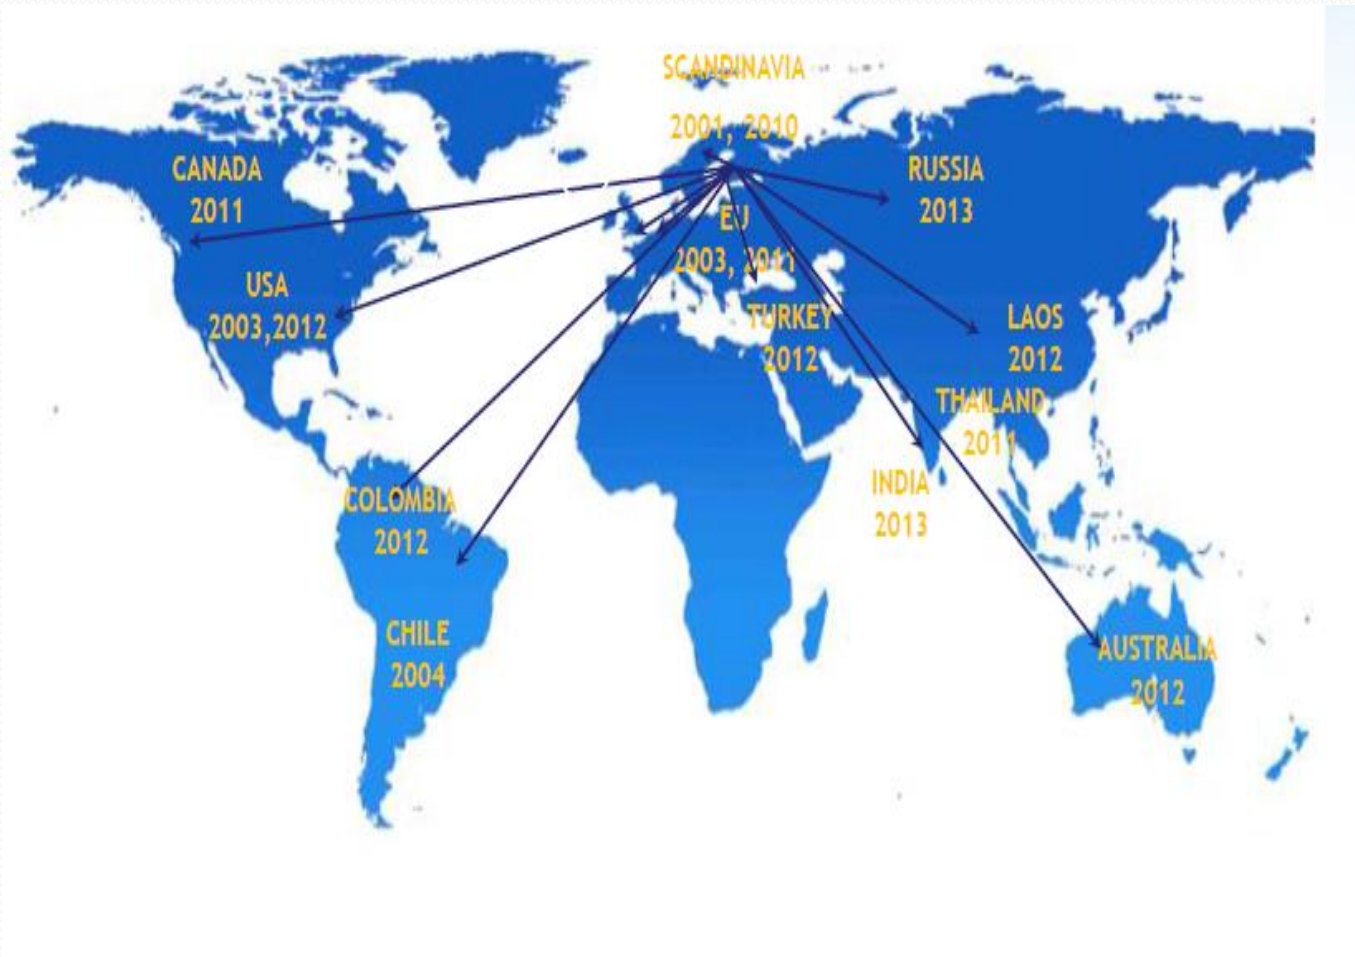 SCANDINAVIA
2001, 2010
CANADA
2011
RUSSIA
2013
EU
2003, 2011
USA
2003,2012
TURKEY
2012
LAOS
2012
THAILAND
2011
INDIA
2013
COLOMBIA
2012
CHILE
2004
AUSTRALIA
2012